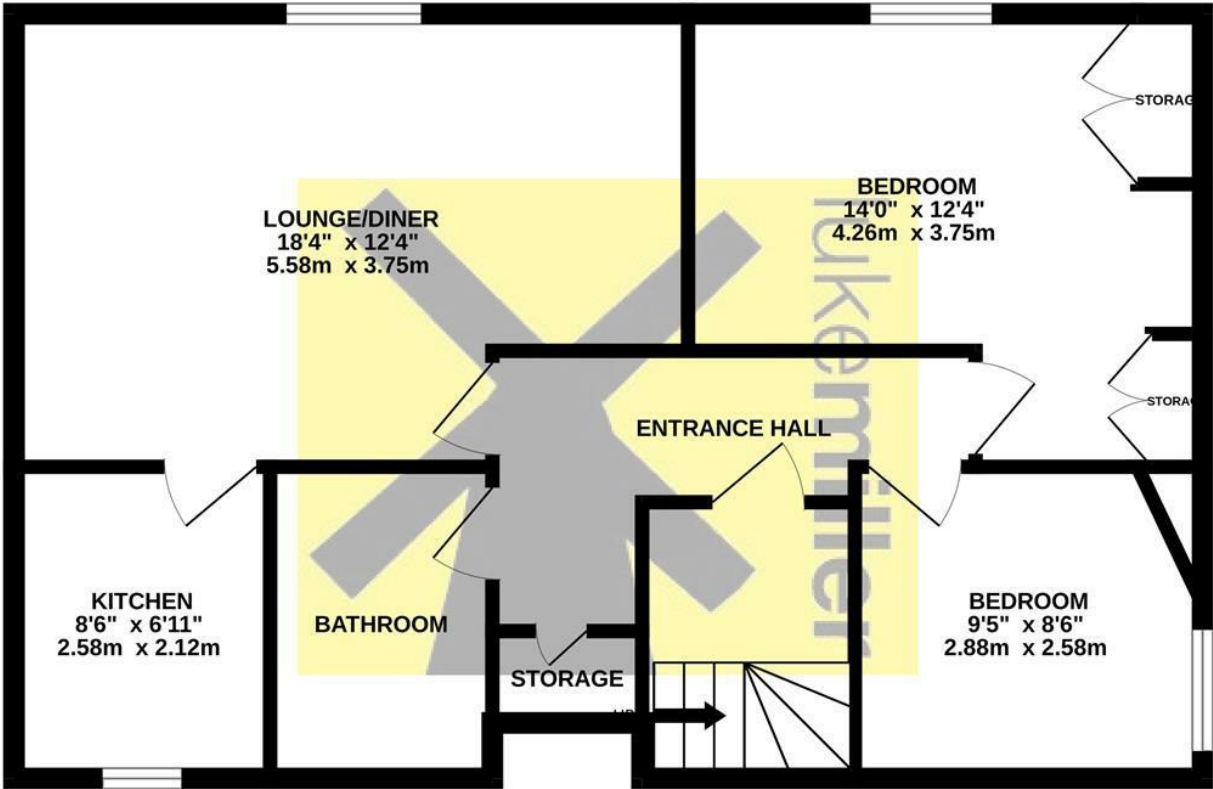 STORAG
BEDROOM
14'0" x 12'4"
4.26m x 3.75m
LOUNGE/DINER
18'4" x 12'4"
5.58m x 3.75m
lukemiller
STORAG
ENTRANCE HALL
KITCHEN
8'6" x 6'11"
2.58m x 2.12m
BATHROOM
BEDROOM
9'5" x 8'6"
2.88m x 2.58m
STORAGE